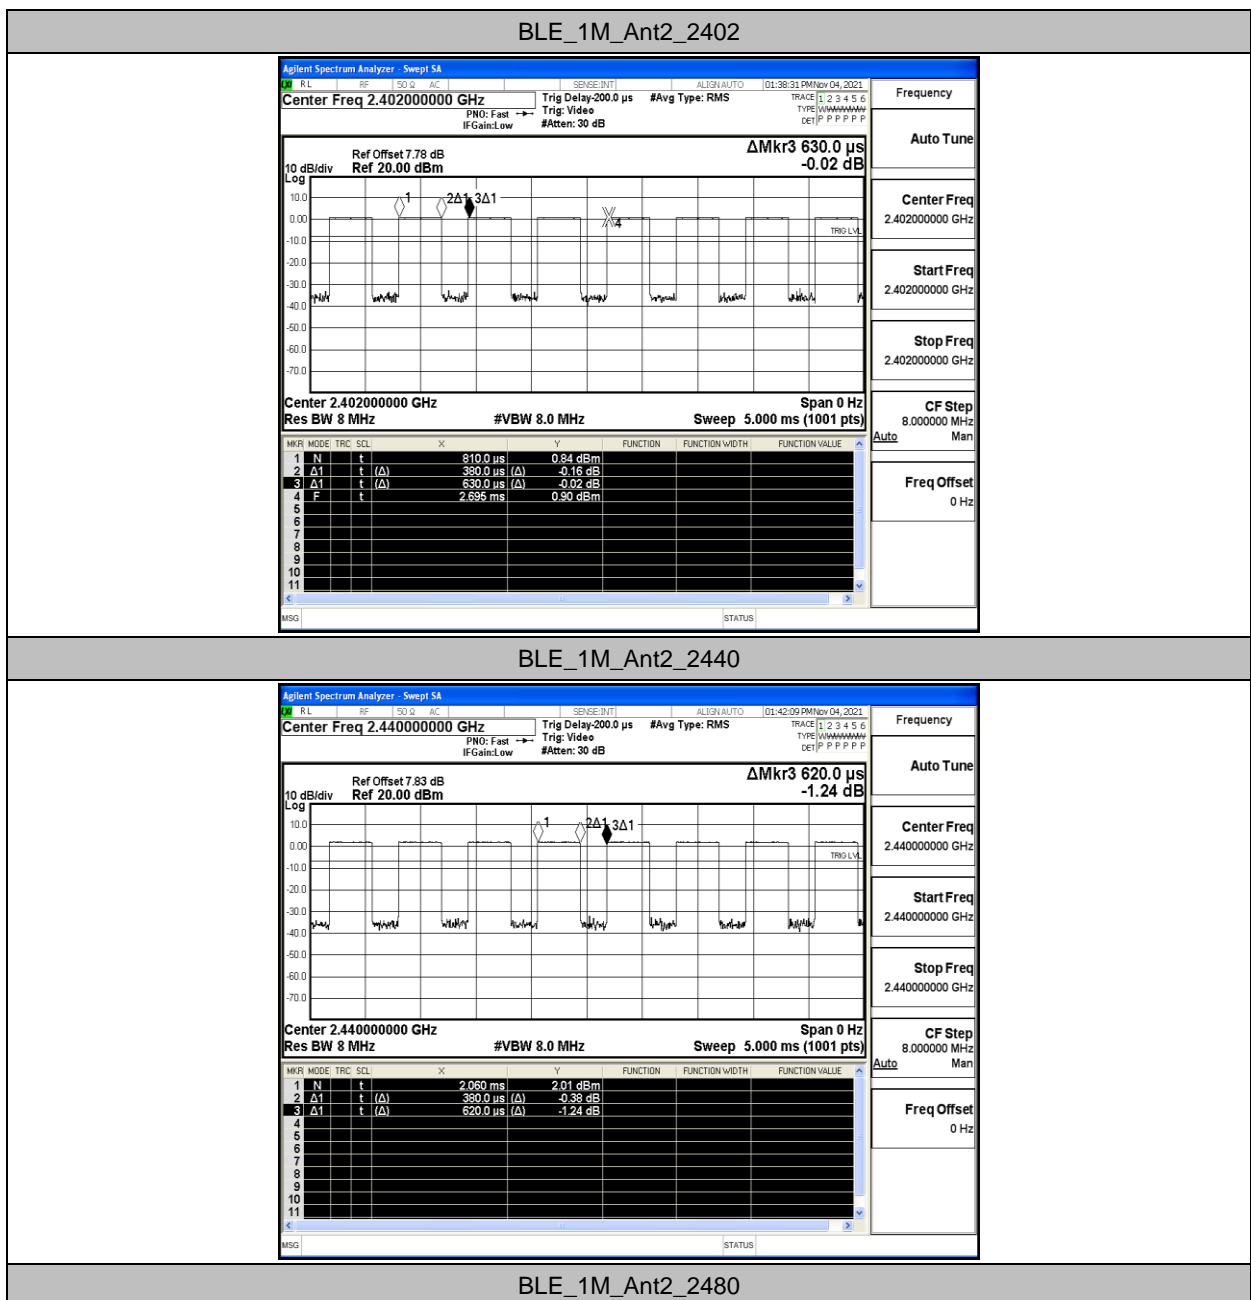 BLE_1M_Ant2_2402
Agilent Spectrum Analyzer - Swept SA
LXI RL RF 50 Ω AC SENSE:INT ALIGN AUTO 01:38:31 PM Nov 04, 2021
Center Freq 2.402000000 GHz Trig Delay-200.0 µs #Avg Type: RMS TRACE 1 2 3 4 5 6
PNO: Fast Trig: Video TYPE WWWWWW
IFGain:Low #Atten: 30 dB DET P P P P P P
Frequency
Auto Tune
Ref Offset 7.78 dB ΔMkr3 630.0 µs
10 dB/div Ref 20.00 dBm -0.02 dB
Log
10.0
0.00
-10.0
-20.0
-30.0
-40.0
-50.0
-60.0
-70.0
1 2Δ1 3Δ1
4
TRIG LVL
Center Freq
2.402000000 GHz
Start Freq
2.402000000 GHz
Stop Freq
2.402000000 GHz
Center 2.402000000 GHz Span 0 Hz
Res BW 8 MHz #VBW 8.0 MHz Sweep 5.000 ms (1001 pts)
CF Step
8.000000 MHz
Auto Man
Freq Offset
0 Hz
MKR MODE TRC SCL X Y FUNCTION FUNCTION WIDTH FUNCTION VALUE
1 N t 810.0 µs 0.84 dBm
2 Δ1 t (Δ) 380.0 µs (Δ) -0.16 dB
3 Δ1 t (Δ) 630.0 µs (Δ) -0.02 dB
4 F t 2.695 ms 0.90 dBm
5
6
7
8
9
10
11
MSG STATUS
BLE_1M_Ant2_2440
Agilent Spectrum Analyzer - Swept SA
LXI RL RF 50 Ω AC SENSE:INT ALIGN AUTO 01:42:09 PM Nov 04, 2021
Center Freq 2.440000000 GHz Trig Delay-200.0 µs #Avg Type: RMS TRACE 1 2 3 4 5 6
PNO: Fast Trig: Video TYPE WWWWWW
IFGain:Low #Atten: 30 dB DET P P P P P P
Frequency
Auto Tune
Ref Offset 7.83 dB ΔMkr3 620.0 µs
10 dB/div Ref 20.00 dBm -1.24 dB
Log
10.0
0.00
-10.0
-20.0
-30.0
-40.0
-50.0
-60.0
-70.0
1 2Δ1 3Δ1
TRIG LVL
Center Freq
2.440000000 GHz
Start Freq
2.440000000 GHz
Stop Freq
2.440000000 GHz
Center 2.440000000 GHz Span 0 Hz
Res BW 8 MHz #VBW 8.0 MHz Sweep 5.000 ms (1001 pts)
CF Step
8.000000 MHz
Auto Man
Freq Offset
0 Hz
MKR MODE TRC SCL X Y FUNCTION FUNCTION WIDTH FUNCTION VALUE
1 N t 2.060 ms 2.01 dBm
2 Δ1 t (Δ) 380.0 µs (Δ) -0.38 dB
3 Δ1 t (Δ) 620.0 µs (Δ) -1.24 dB
4
5
6
7
8
9
10
11
MSG STATUS
BLE_1M_Ant2_2480